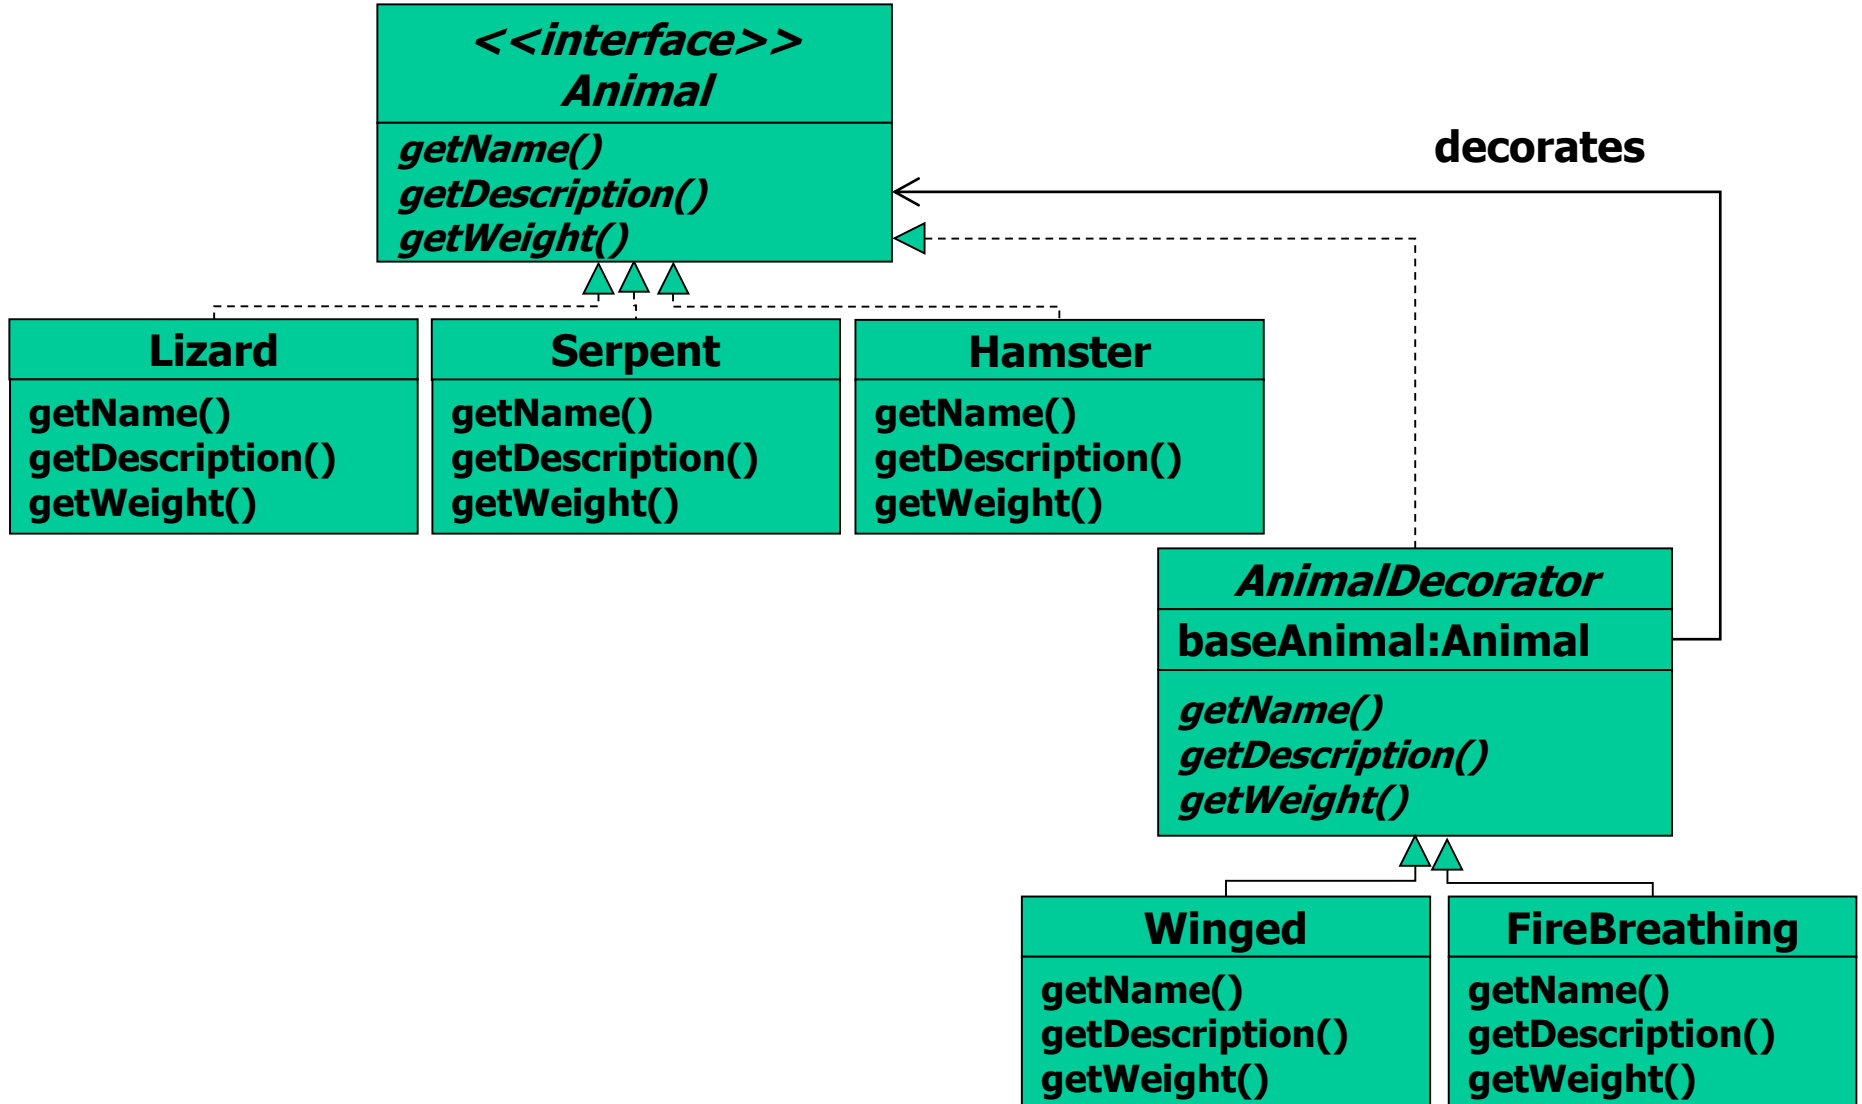 <<interface>>
Animal
getName()
getDescription()
getWeight()
decorates
Lizard
getName()
getDescription()
getWeight()
Serpent
getName()
getDescription()
getWeight()
Hamster
getName()
getDescription()
getWeight()
AnimalDecorator
baseAnimal:Animal
getName()
getDescription()
getWeight()
Winged
getName()
getDescription()
getWeight()
FireBreathing
getName()
getDescription()
getWeight()